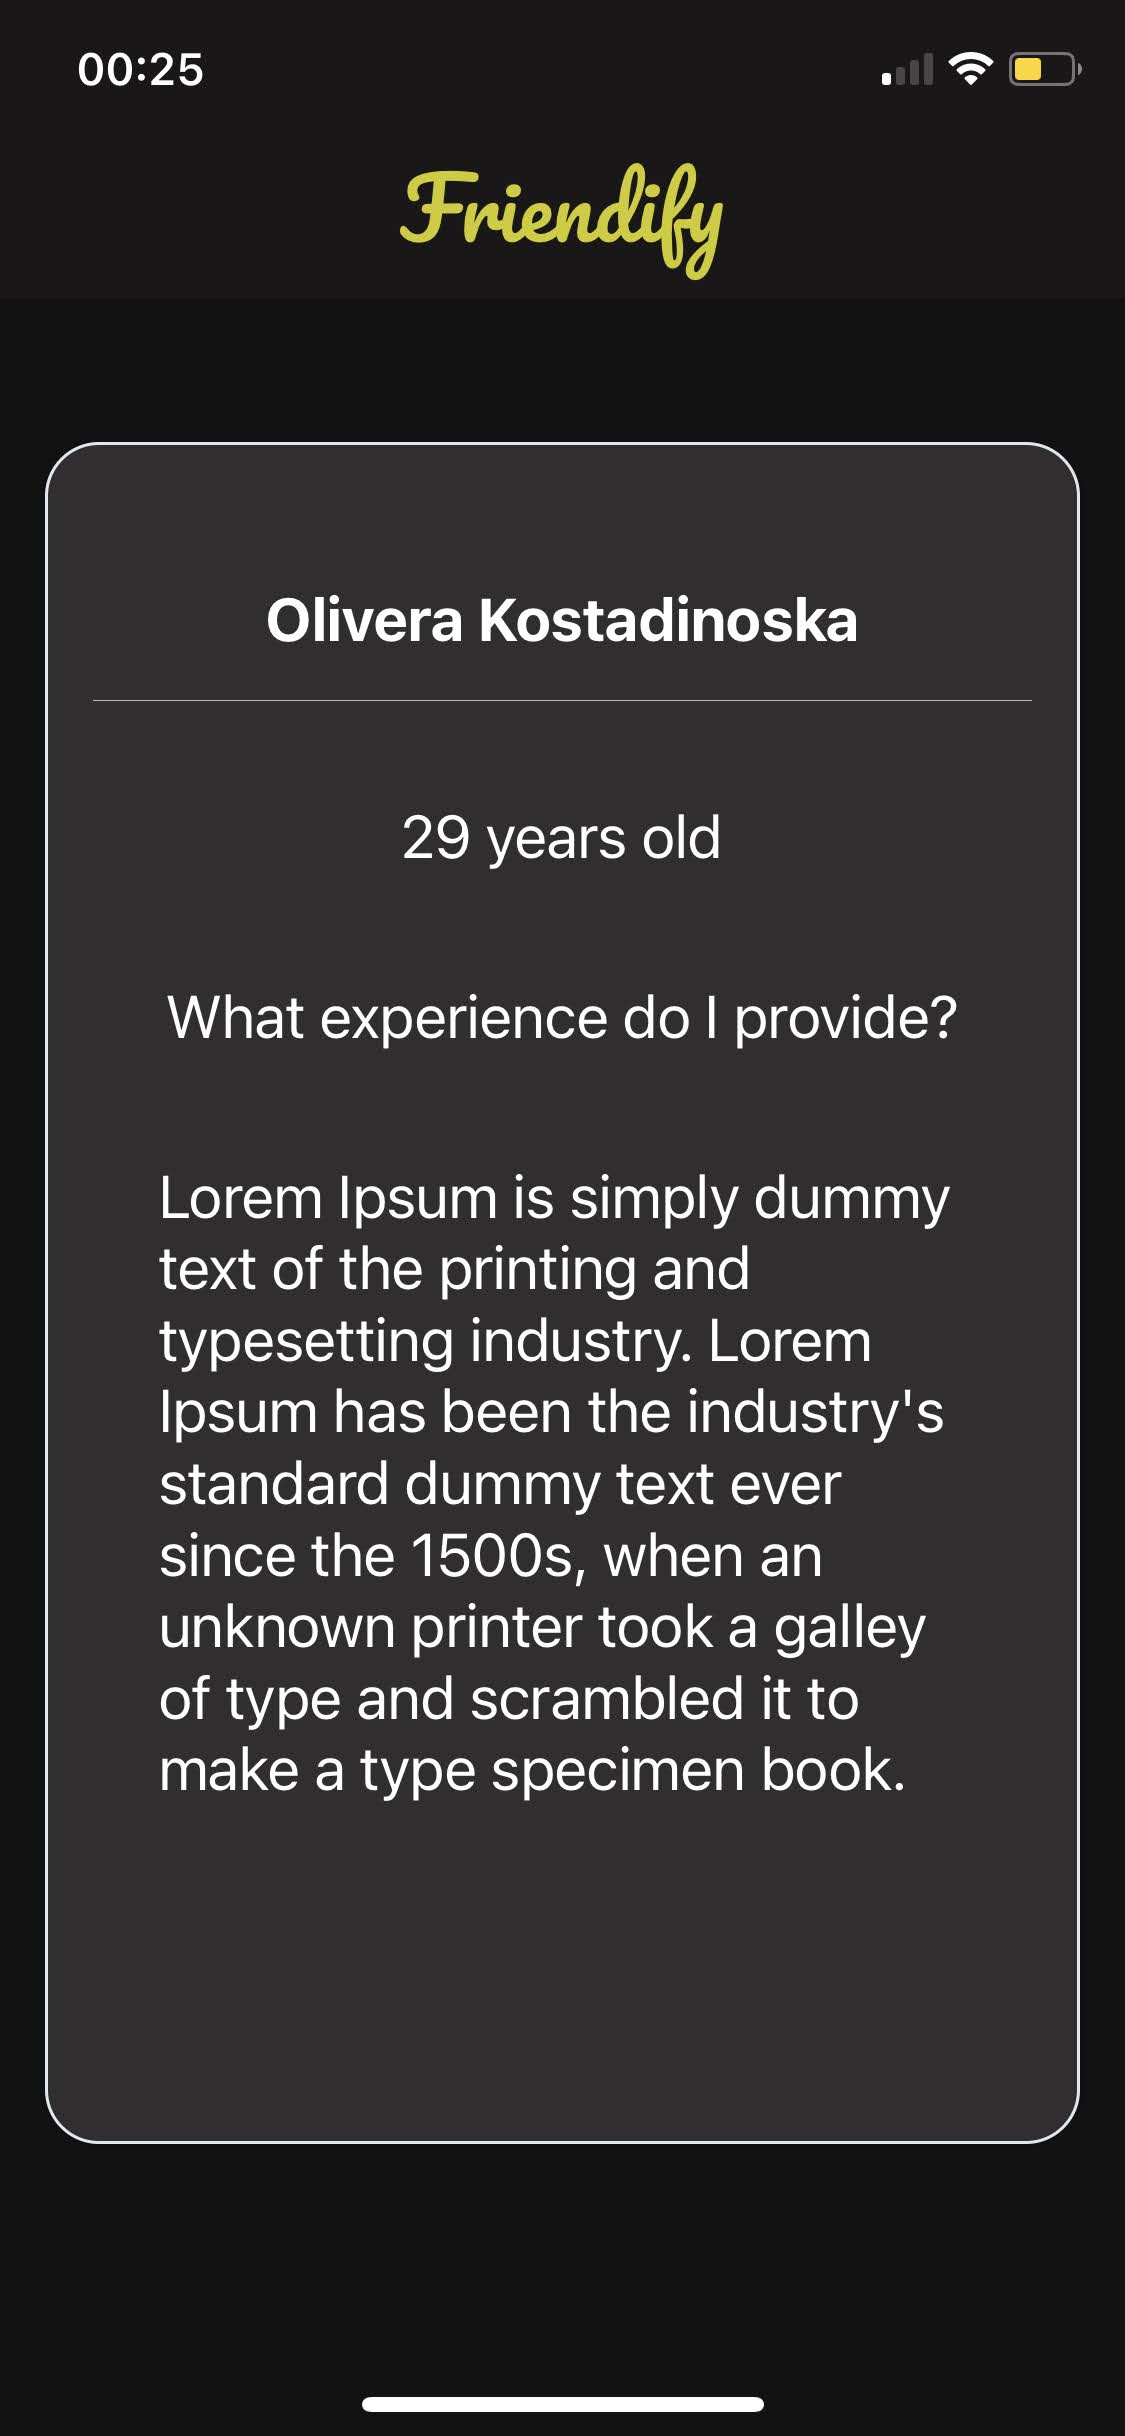 00:25
Friendify
Olivera Kostadinoska
29 years old
What experience do I provide?
Lorem Ipsum is simply dummy
text of the printing and
typesetting industry. Lorem
Ipsum has been the industry's
standard dummy text ever
since the 1500s, when an
unknown printer took a galley
of type and scrambled it to
make a type specimen book.